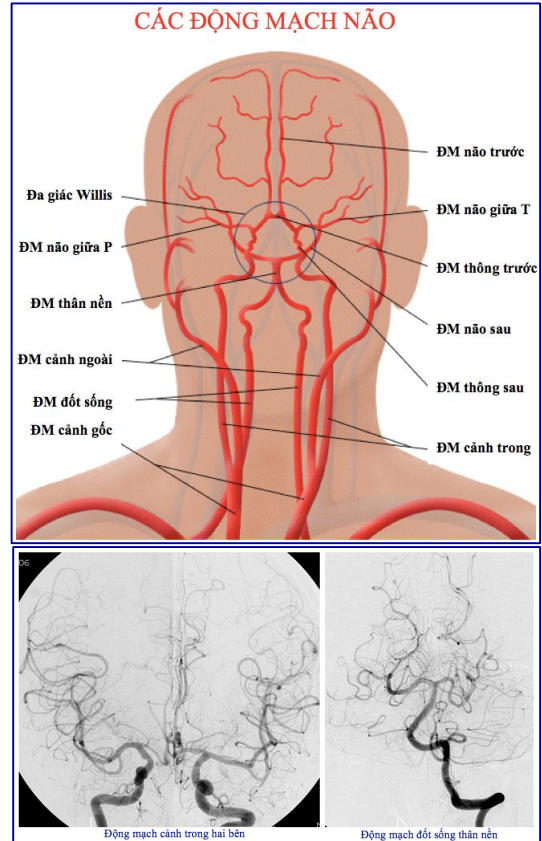 CÁC ĐỘNG MẠCH NÃO
ĐM não trước
Đa giác Willis
ĐM não giữa T
ĐM não giữa P
ĐM thông trước
ĐM thân nền
ĐM não sau
ĐM cảnh ngoài
ĐM thông sau
ĐM đốt sống
ĐM cảnh gốc
ĐM cảnh trong
06
Động mạch cảnh trong hai bên
Động mạch đốt sống thân nền